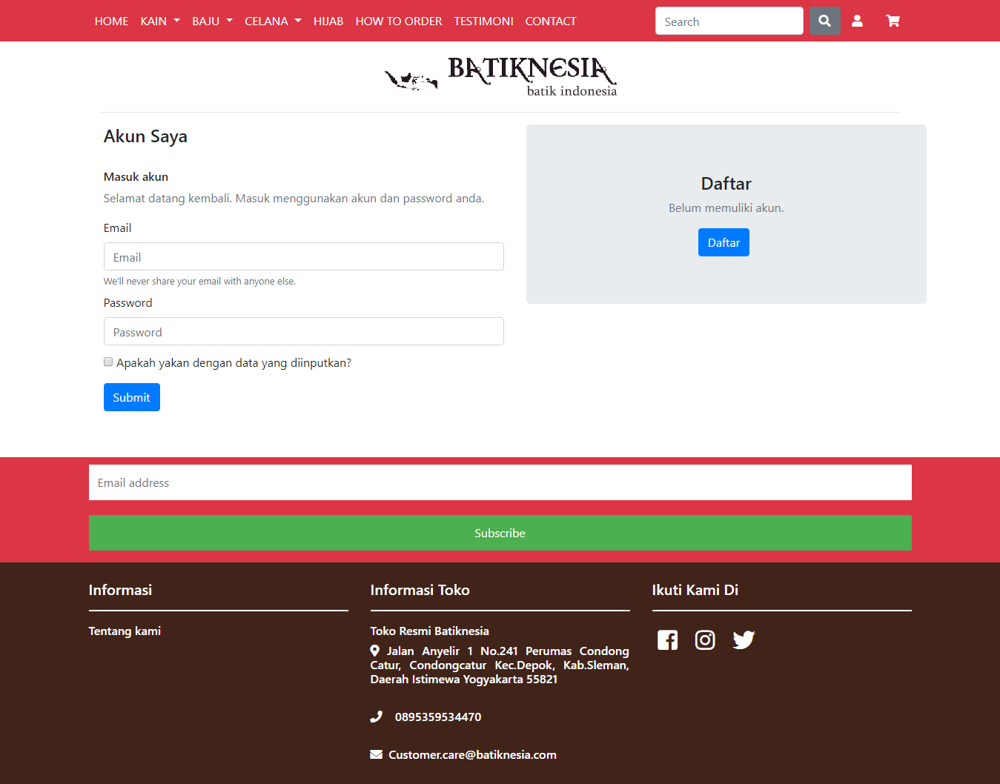 HOME KAIN BAJU CELANA HIJAB HOW TO ORDER TESTIMONI CONTACT Search
BATIKNESIA
batik indonesia
Akun Saya
Masuk akun
Selamat datang kembali. Masuk menggunakan akun dan password anda.
Email
Email
We'll never share your email with anyone else.
Password
Password
Apakah yakan dengan data yang diinputkan?
Submit
Daftar
Belum memuliki akun.
Daftar
Email address
Subscribe
Informasi
Tentang kami
Informasi Toko
Toko Resmi Batiknesia
Jalan Anyelir 1 No.241 Perumas Condong
Catur, Condongcatur Kec.Depok, Kab.Sleman,
Daerah Istimewa Yogyakarta 55821
0895359534470
Customer.care@batiknesia.com
Ikuti Kami Di